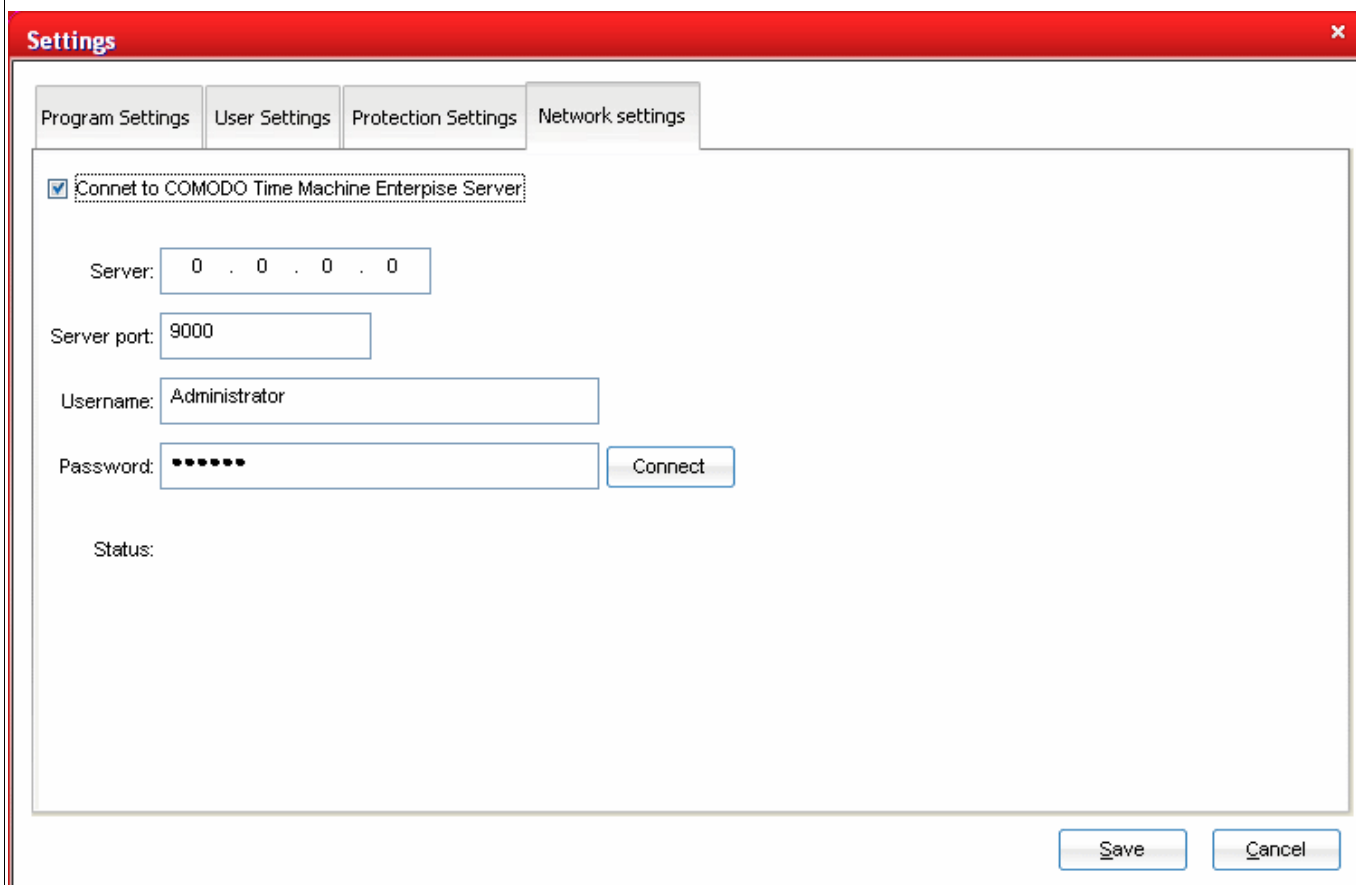 Settings
Program Settings User Settings Protection Settings Network settings
Connet to COMODO Time Machine Enterpise Server
Server: 0 . 0 . 0 . 0
Server port: 9000
Username: Administrator
Password: •••••• Connect
Status:
Save Cancel